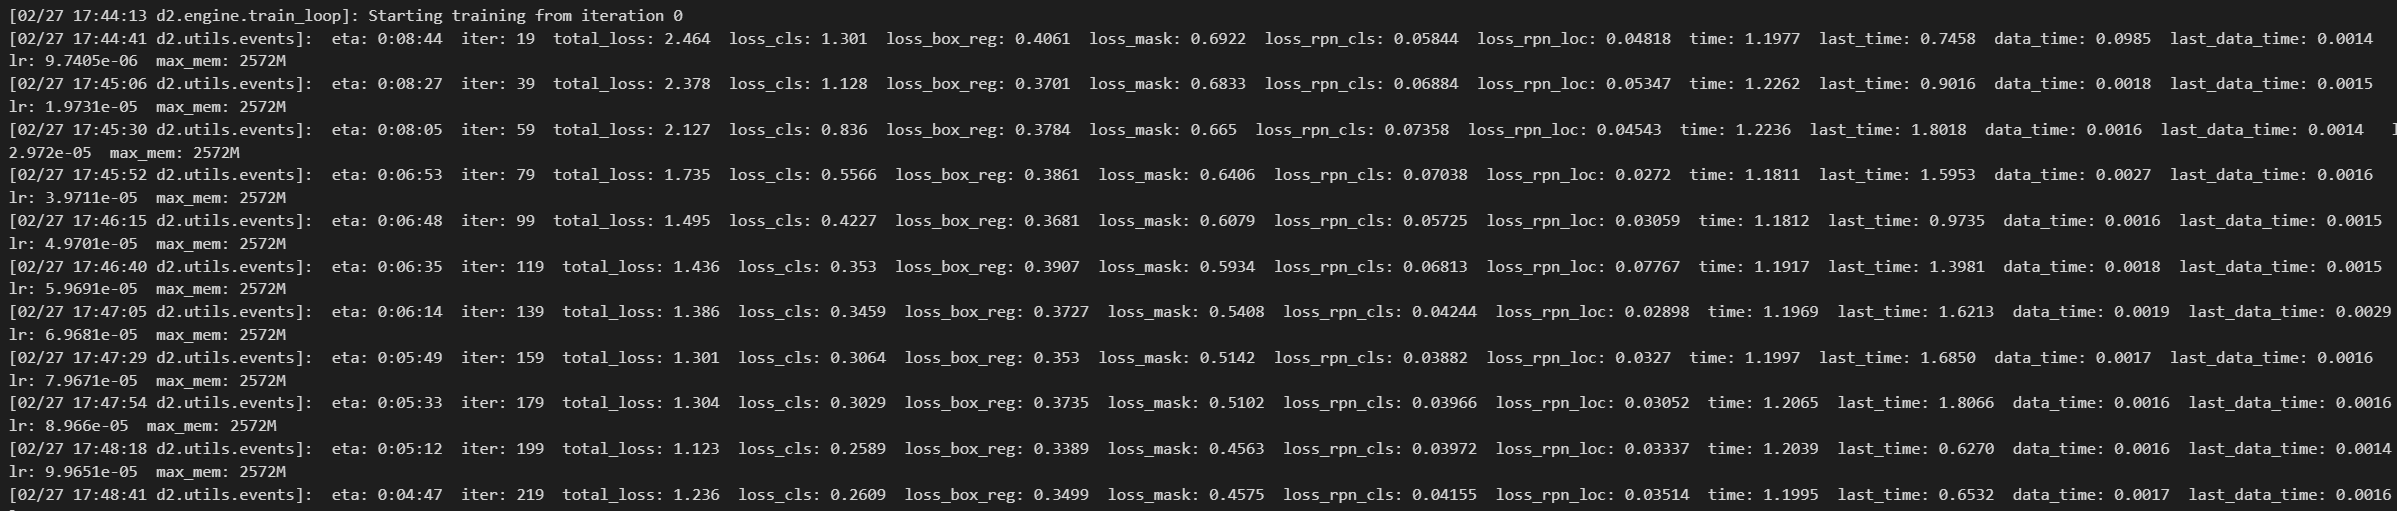 [02/27 17:44:13 d2.engine.train_loop]: Starting training from iteration 0
[02/27 17:44:41 d2.utils.events]:  eta: 0:08:44  iter: 19  total_loss: 2.464  loss_cls: 1.301  loss_box_reg: 0.4061  loss_mask: 0.6922  loss_rpn_cls: 0.05844  loss_rpn_loc: 0.04818  time: 1.1977  last_time: 0.7458  data_time: 0.0985  last_data_time: 0.0014
lr: 9.7405e-06  max_mem: 2572M
[02/27 17:45:06 d2.utils.events]:  eta: 0:08:27  iter: 39  total_loss: 2.378  loss_cls: 1.128  loss_box_reg: 0.3701  loss_mask: 0.6833  loss_rpn_cls: 0.06884  loss_rpn_loc: 0.05347  time: 1.2262  last_time: 0.9016  data_time: 0.0018  last_data_time: 0.0015
lr: 1.9731e-05  max_mem: 2572M
[02/27 17:45:30 d2.utils.events]:  eta: 0:08:05  iter: 59  total_loss: 2.127  loss_cls: 0.836  loss_box_reg: 0.3784  loss_mask: 0.665  loss_rpn_cls: 0.07358  loss_rpn_loc: 0.04543  time: 1.2236  last_time: 1.8018  data_time: 0.0016  last_data_time: 0.0014
2.972e-05  max_mem: 2572M
[02/27 17:45:52 d2.utils.events]:  eta: 0:06:53  iter: 79  total_loss: 1.735  loss_cls: 0.5566  loss_box_reg: 0.3861  loss_mask: 0.6406  loss_rpn_cls: 0.07038  loss_rpn_loc: 0.0272  time: 1.1811  last_time: 1.5953  data_time: 0.0027  last_data_time: 0.0016
lr: 3.9711e-05  max_mem: 2572M
[02/27 17:46:15 d2.utils.events]:  eta: 0:06:48  iter: 99  total_loss: 1.495  loss_cls: 0.4227  loss_box_reg: 0.3681  loss_mask: 0.6079  loss_rpn_cls: 0.05725  loss_rpn_loc: 0.03059  time: 1.1812  last_time: 0.9735  data_time: 0.0016  last_data_time: 0.0015
lr: 4.9701e-05  max_mem: 2572M
[02/27 17:46:40 d2.utils.events]:  eta: 0:06:35  iter: 119  total_loss: 1.436  loss_cls: 0.353  loss_box_reg: 0.3907  loss_mask: 0.5934  loss_rpn_cls: 0.06813  loss_rpn_loc: 0.07767  time: 1.1917  last_time: 1.3981  data_time: 0.0018  last_data_time: 0.0015
lr: 5.9691e-05  max_mem: 2572M
[02/27 17:47:05 d2.utils.events]:  eta: 0:06:14  iter: 139  total_loss: 1.386  loss_cls: 0.3459  loss_box_reg: 0.3727  loss_mask: 0.5408  loss_rpn_cls: 0.04244  loss_rpn_loc: 0.02898  time: 1.1969  last_time: 1.6213  data_time: 0.0019  last_data_time: 0.0029
lr: 6.9681e-05  max_mem: 2572M
[02/27 17:47:29 d2.utils.events]:  eta: 0:05:49  iter: 159  total_loss: 1.301  loss_cls: 0.3064  loss_box_reg: 0.353  loss_mask: 0.5142  loss_rpn_cls: 0.03882  loss_rpn_loc: 0.0327  time: 1.1997  last_time: 1.6850  data_time: 0.0017  last_data_time: 0.0016
lr: 7.9671e-05  max_mem: 2572M
[02/27 17:47:54 d2.utils.events]:  eta: 0:05:33  iter: 179  total_loss: 1.304  loss_cls: 0.3029  loss_box_reg: 0.3735  loss_mask: 0.5102  loss_rpn_cls: 0.03966  loss_rpn_loc: 0.03052  time: 1.2065  last_time: 1.8066  data_time: 0.0016  last_data_time: 0.0016
lr: 8.966e-05  max_mem: 2572M
[02/27 17:48:18 d2.utils.events]:  eta: 0:05:12  iter: 199  total_loss: 1.123  loss_cls: 0.2589  loss_box_reg: 0.3389  loss_mask: 0.4563  loss_rpn_cls: 0.03972  loss_rpn_loc: 0.03337  time: 1.2039  last_time: 0.6270  data_time: 0.0016  last_data_time: 0.0014
lr: 9.9651e-05  max_mem: 2572M
[02/27 17:48:41 d2.utils.events]:  eta: 0:04:47  iter: 219  total_loss: 1.236  loss_cls: 0.2609  loss_box_reg: 0.3499  loss_mask: 0.4575  loss_rpn_cls: 0.04155  loss_rpn_loc: 0.03514  time: 1.1995  last_time: 0.6532  data_time: 0.0017  last_data_time: 0.0016